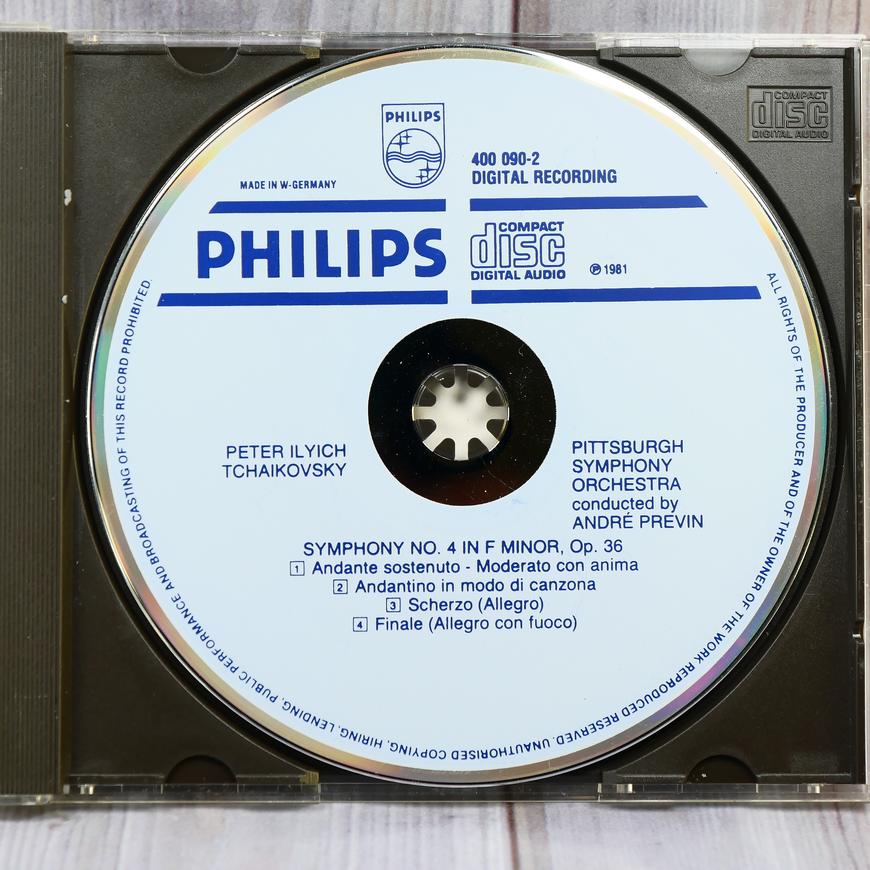 PHILIPS
400 090-2
DIGITAL RECORDING
COMPACT
disc
DIGITAL AUDIO
MADE IN W-GERMANY
PHILIPS
COMPACT
disc
DIGITAL AUDIO
℗ 1981
PETER ILYICH
TCHAIKOVSKY
PITTSBURGH
SYMPHONY
ORCHESTRA
conducted by
ANDRÉ PREVIN
SYMPHONY NO. 4 IN F MINOR, Op. 36
1 Andante sostenuto - Moderato con anima
2 Andantino in modo di canzona
3 Scherzo (Allegro)
4 Finale (Allegro con fuoco)
ALL RIGHTS OF THE PRODUCER AND OF THE OWNER OF THE WORK REPRODUCED RESERVED. UNAUTHORISED COPYING, HIRING, LENDING, PUBLIC PERFORMANCE AND BROADCASTING OF THIS RECORD PROHIBITED.